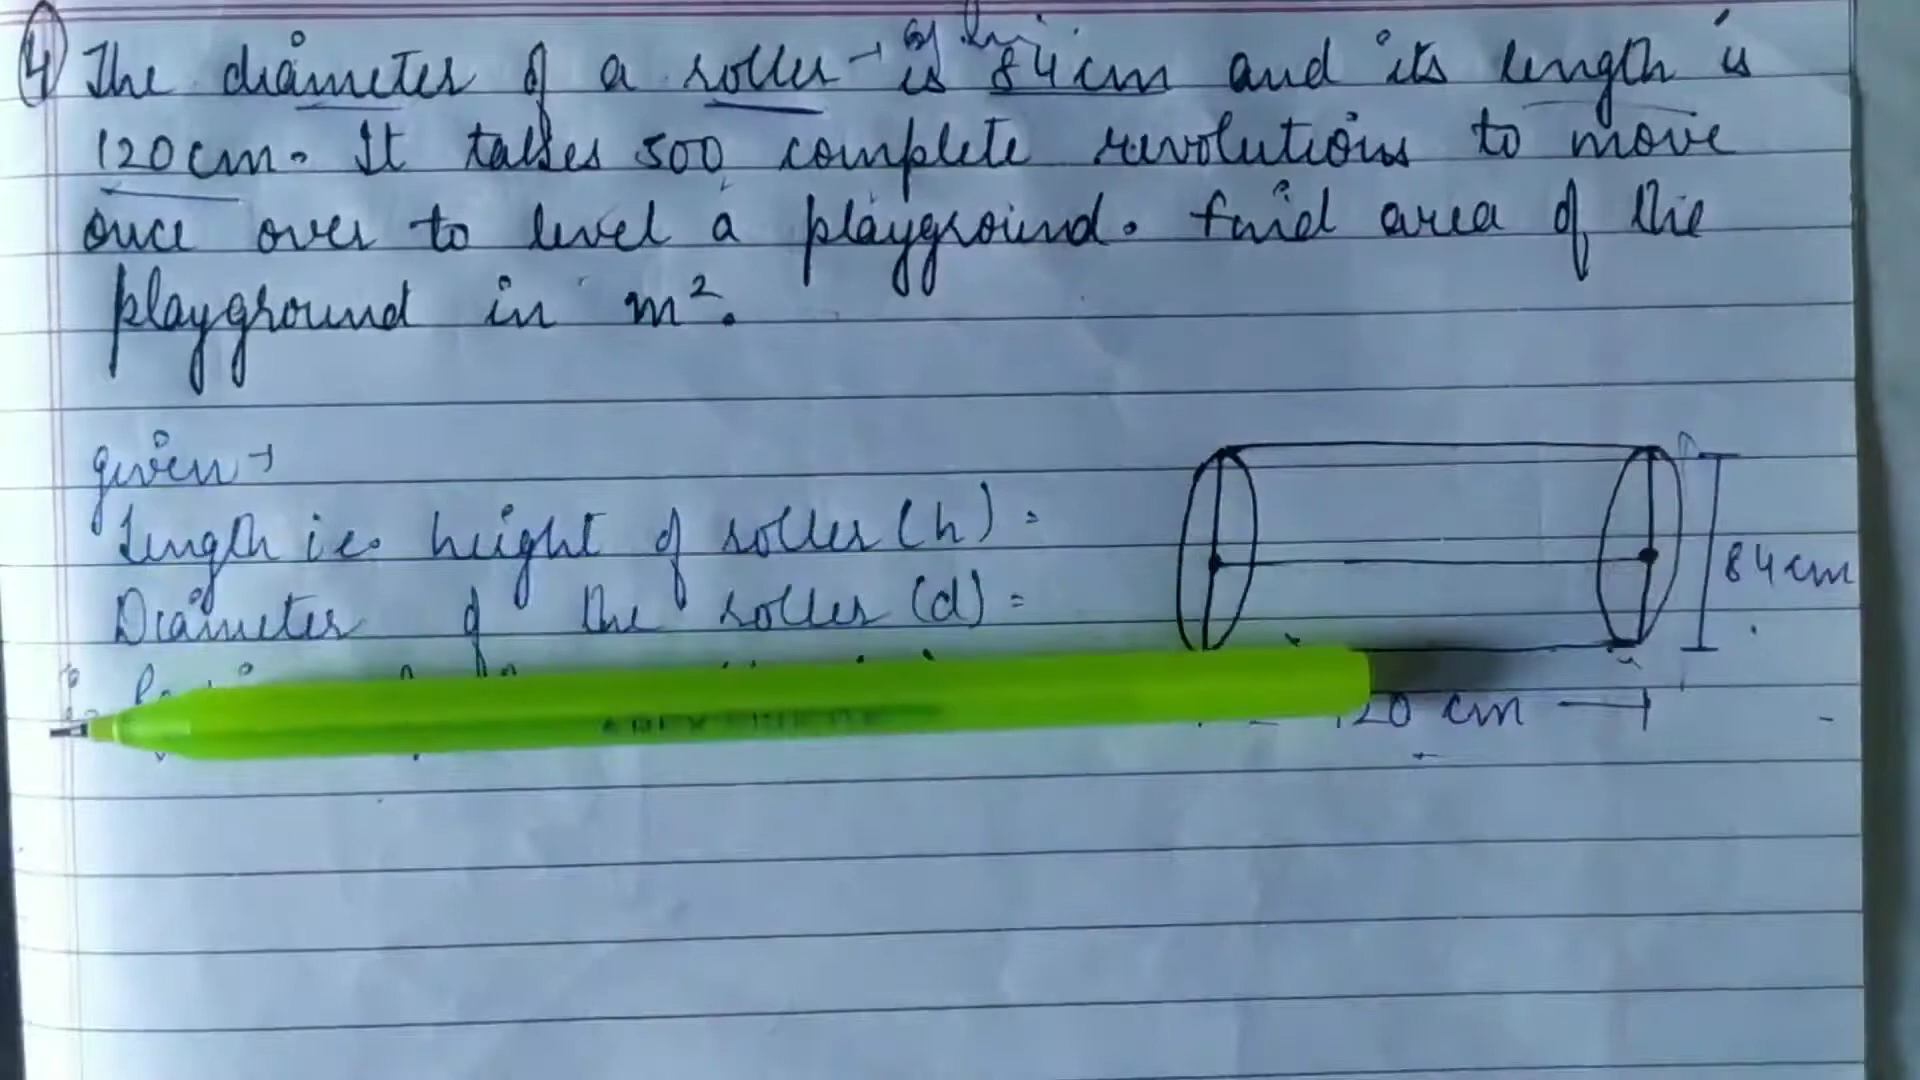 4 The diameter of a roller → is 84 cm and its length is
120 cm. It takes 500 complete revolutions to move
once over to level a playground. find area of the
playground in m².
given →
Length i.e. height of roller (h) =
Diameter of the roller (d) =
84 cm
120 cm